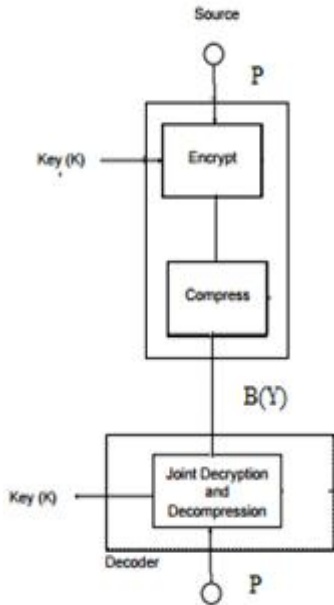 Source
P
Encrypt
Key (K)
Compress
B(Y)
Joint Decryption
and
Decompression
Key (K)
Decoder
P